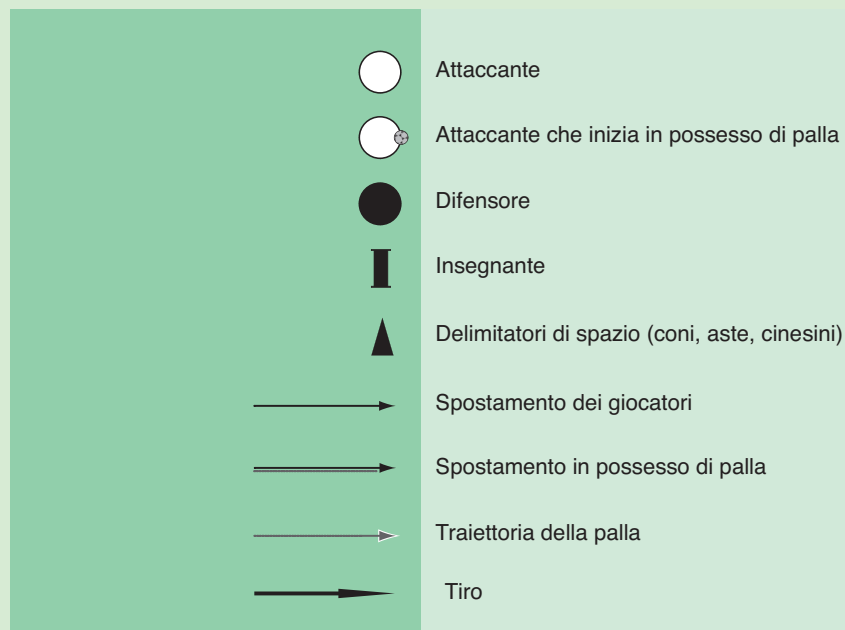 Attaccante
Attaccante che inizia in possesso di palla
Difensore
Insegnante
Delimitatori di spazio (coni, aste, cinesini)
Spostamento dei giocatori
Spostamento in possesso di palla
Traiettoria della palla
Tiro